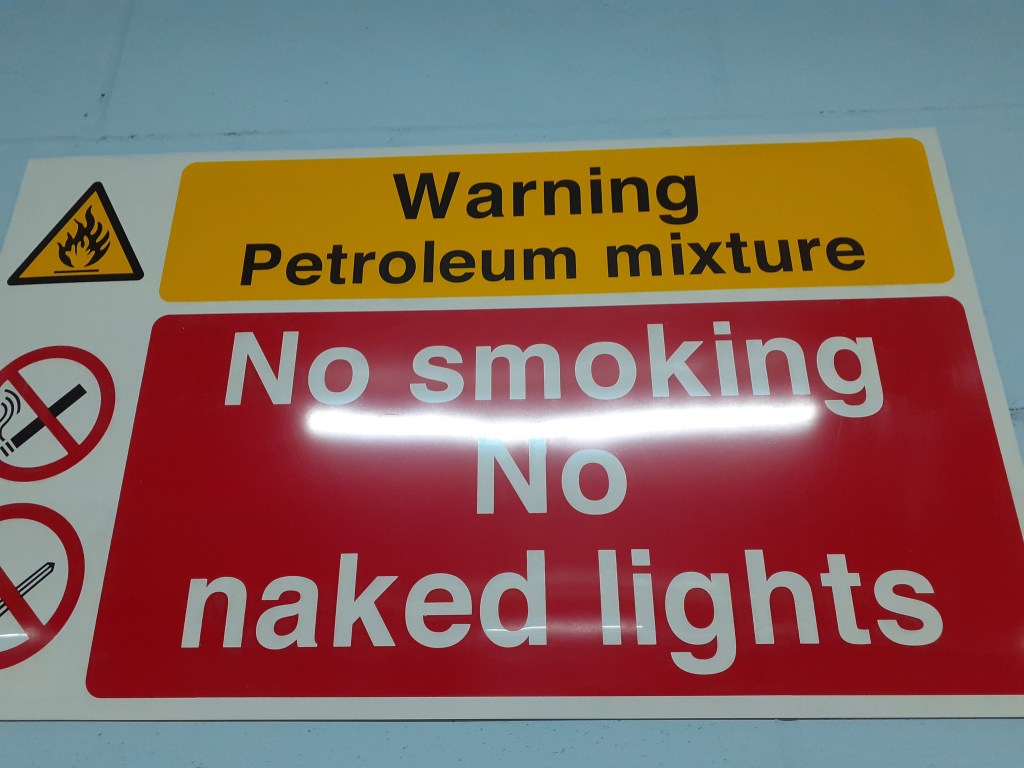 Warning
Petroleum mixture
No smoking
No
naked lights